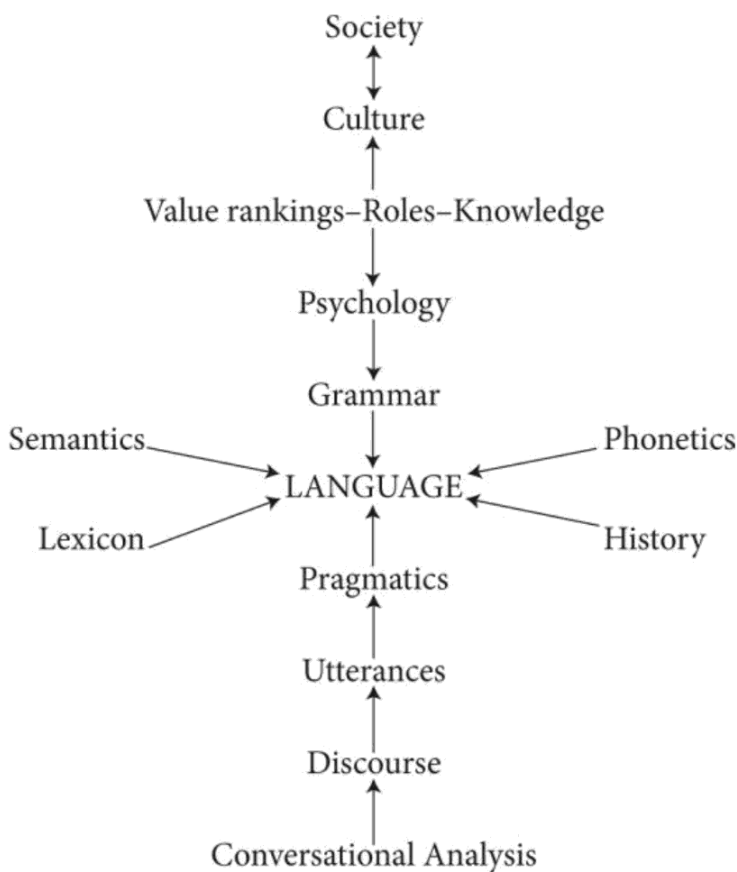 Society
Culture
Value rankings–Roles–Knowledge
Psychology
Grammar
Semantics
Phonetics
LANGUAGE
Lexicon
History
Pragmatics
Utterances
Discourse
Conversational Analysis